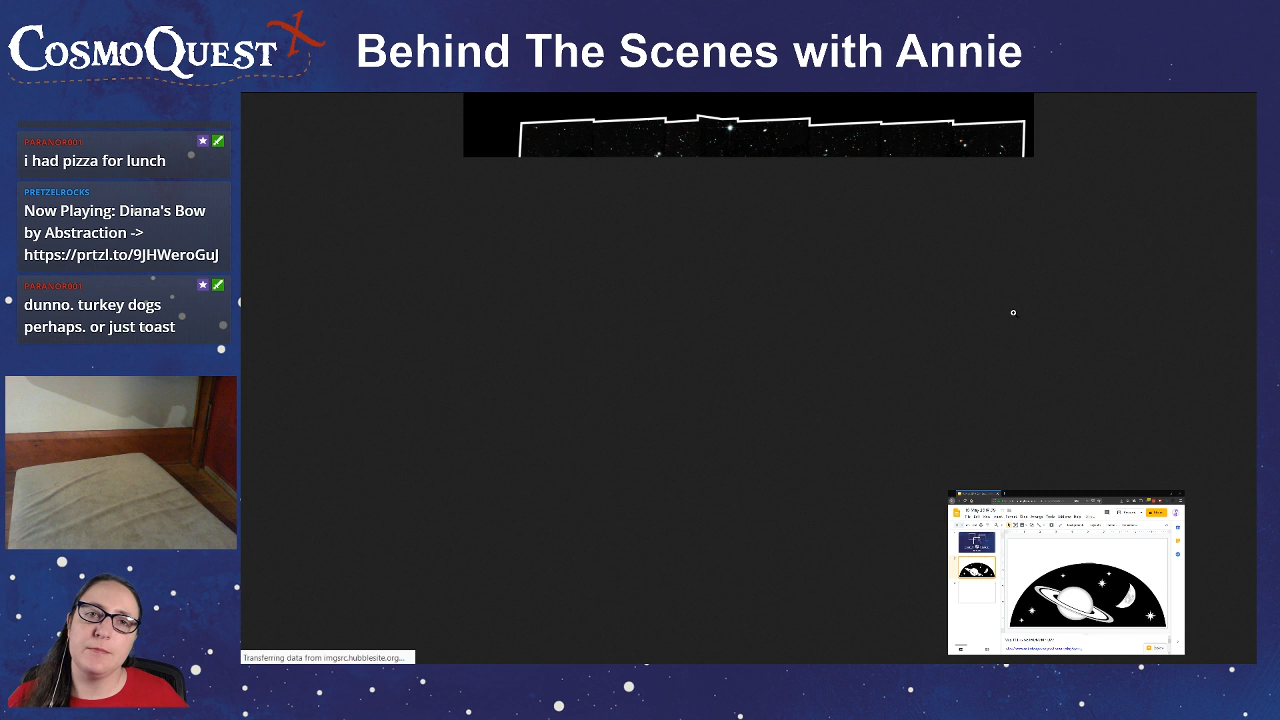 CosmoQuest X
Behind The Scenes with Annie
PARANOR001
i had pizza for lunch
PRETZELROCKS
Now Playing: Diana's Bow
by Abstraction ->
https://prtzl.to/9JHWeroGuJ
PARANOR001
dunno. turkey dogs
perhaps. or just toast
Transferring data from imgsrc.hubblesite.org...